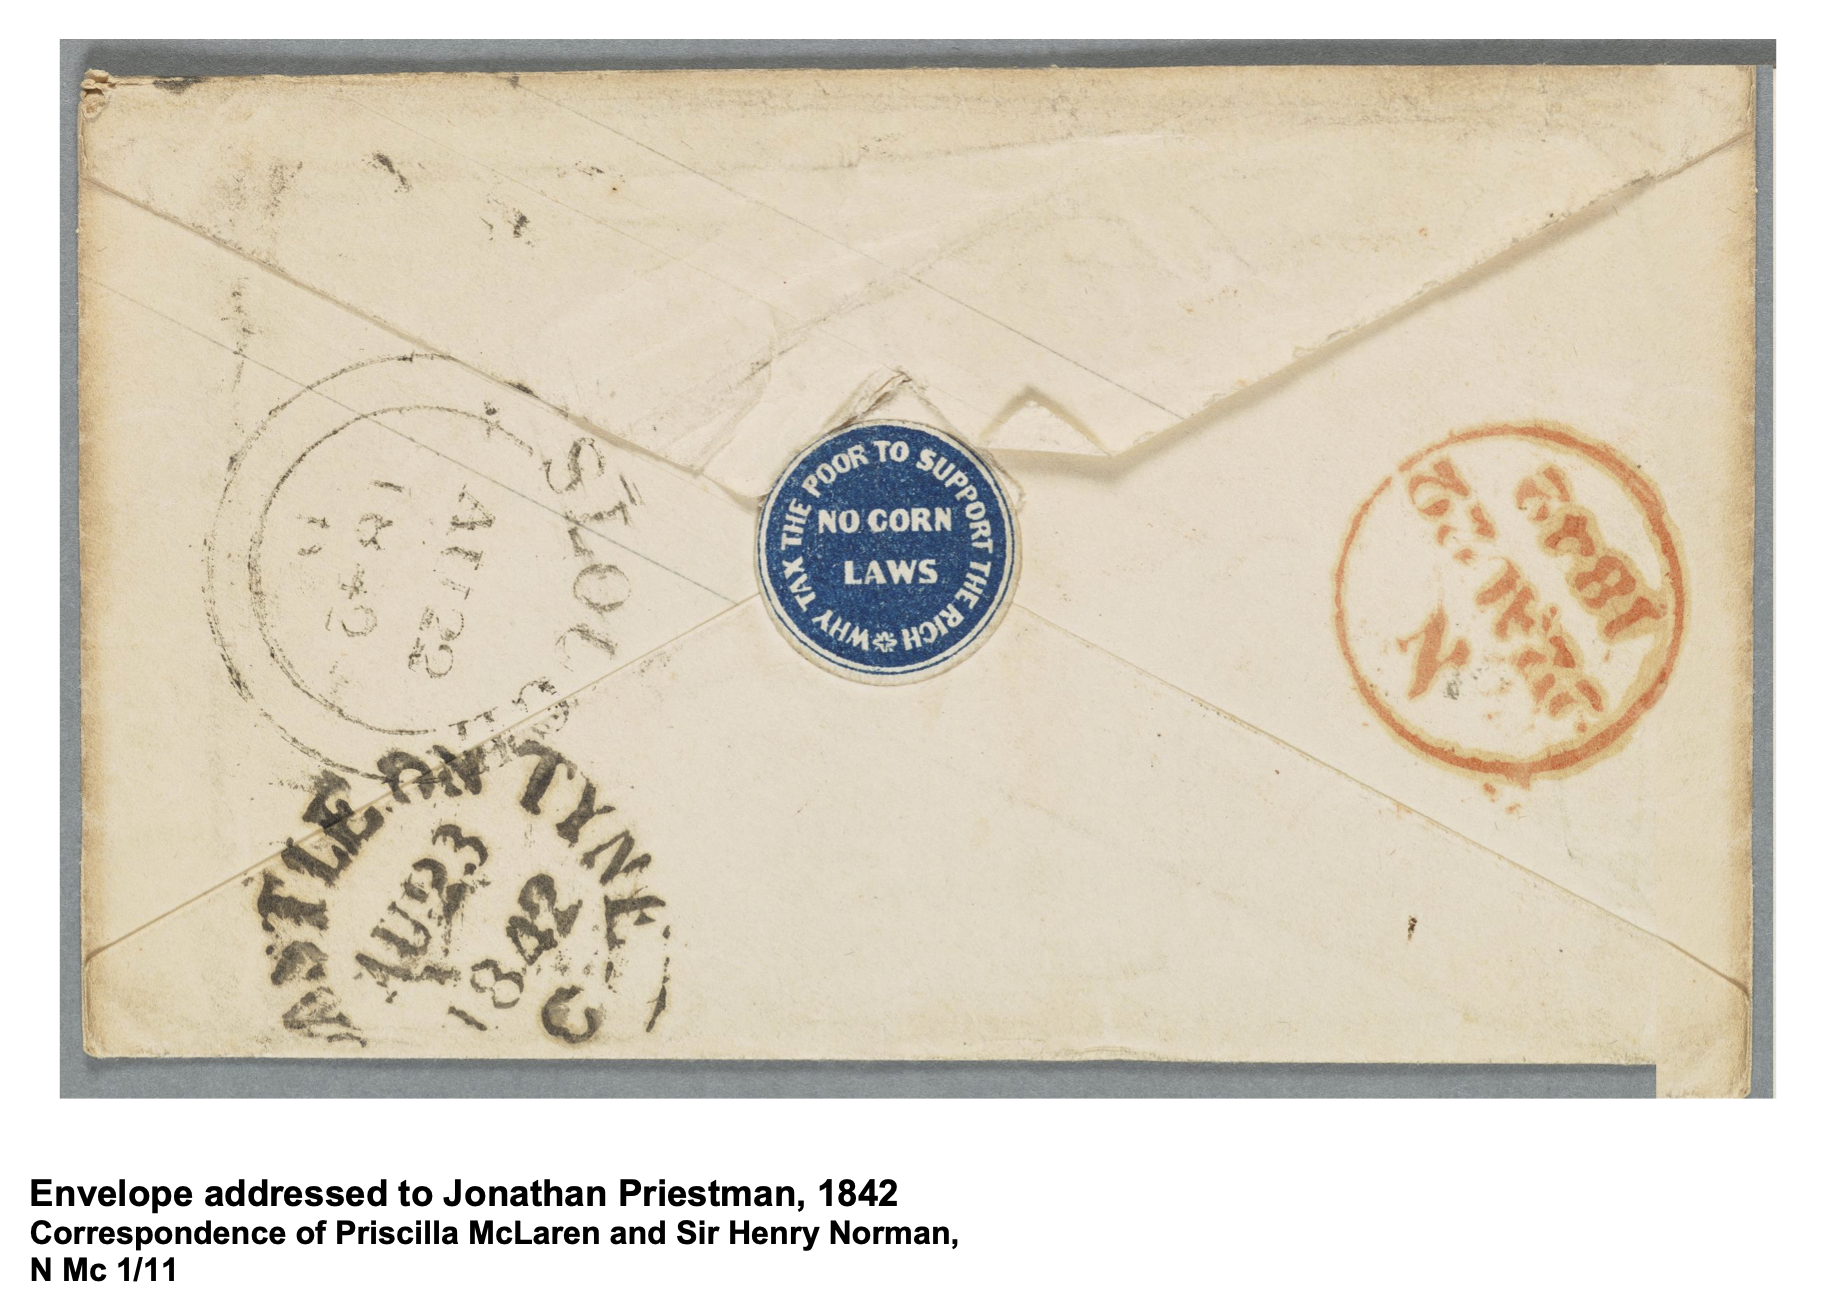 WHY TAX THE POOR TO SUPPORT THE RICH
NO CORN
LAWS
SLOUGH
AU 22
1842
1842
N
ASTLE ON TYNE
AU 23
1842
C
Envelope addressed to Jonathan Priestman, 1842
Correspondence of Priscilla McLaren and Sir Henry Norman,
N Mc 1/11